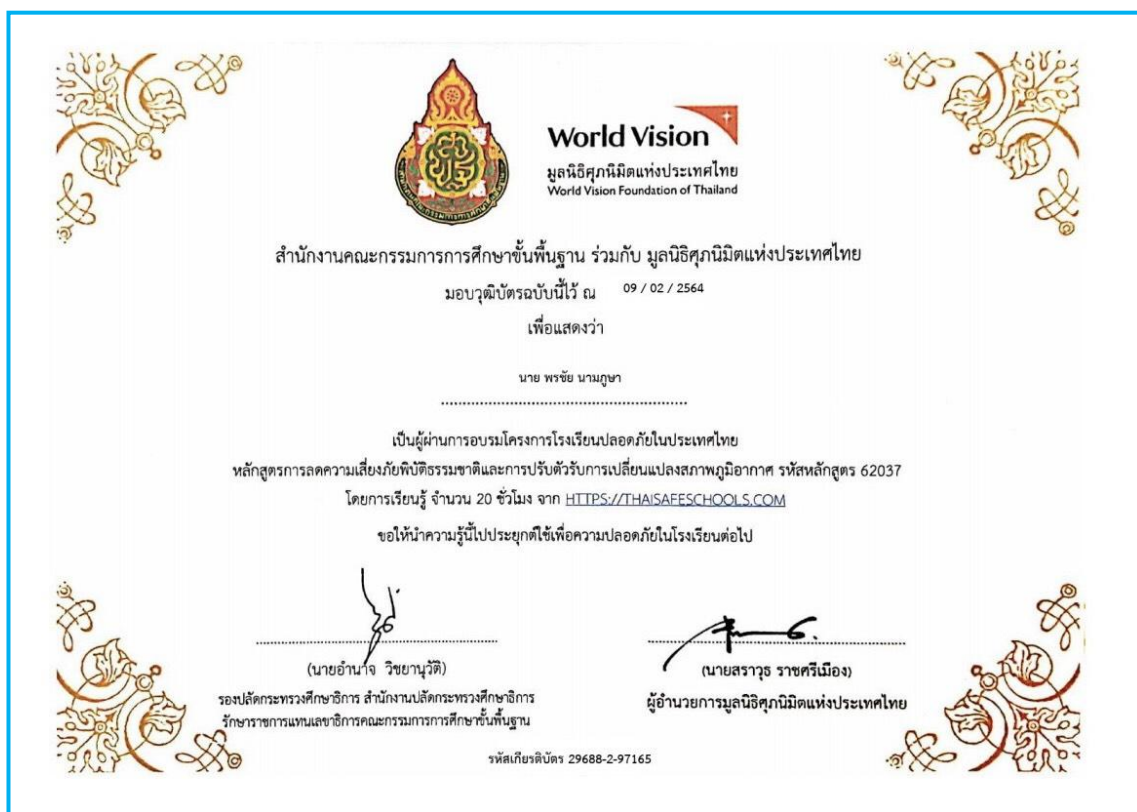 World Vision
มูลนิธิศุภนิมิตแห่งประเทศไทย
World Vision Foundation of Thailand
สำนักงานคณะกรรมการการศึกษาขั้นพื้นฐาน ร่วมกับ มูลนิธิศุภนิมิตแห่งประเทศไทย
มอบวุฒิบัตรฉบับนี้ไว้ ณ 09 / 02 / 2564
เพื่อแสดงว่า
นาย พรชัย นามภูษา
เป็นผู้ผ่านการอบรมโครงการโรงเรียนปลอดภัยในประเทศไทย
หลักสูตรการลดความเสี่ยงภัยพิบัติธรรมชาติและการปรับตัวรับการเปลี่ยนแปลงสภาพภูมิอากาศ รหัสหลักสูตร 62037
โดยการเรียนรู้ จำนวน 20 ชั่วโมง จาก HTTPS://THAISAFESCHOOLS.COM
ขอให้นำความรู้นี้ไปประยุกต์ใช้เพื่อความปลอดภัยในโรงเรียนต่อไป
(นายอำนาจ วิชยานุวัติ)
รองปลัดกระทรวงศึกษาธิการ สำนักงานปลัดกระทรวงศึกษาธิการ
รักษาราชการแทนเลขาธิการคณะกรรมการการศึกษาขั้นพื้นฐาน
(นายสราวุธ ราชศรีเมือง)
ผู้อำนวยการมูลนิธิศุภนิมิตแห่งประเทศไทย
รหัสเกียรติบัตร 29688-2-97165